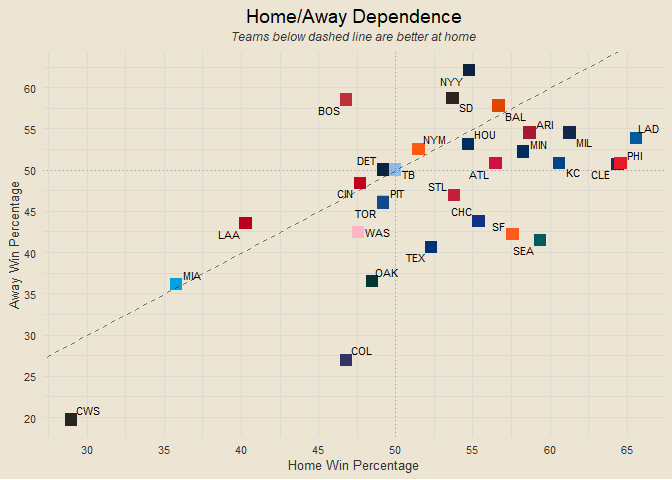 Home/Away Dependence
Teams below dashed line are better at home
Away Win Percentage
60
55
50
45
40
35
30
25
20
NYY
SD
BOS
BAL
ARI
LAD
HOU
MIL
NYM
MIN
PHI
DET
TB
ATL
KC
CLE
CIN
PIT
STL
TOR
CHC
SF
LAA
WAS
SEA
TEX
MIA
OAK
COL
CWS
30
35
40
45
50
55
60
65
Home Win Percentage